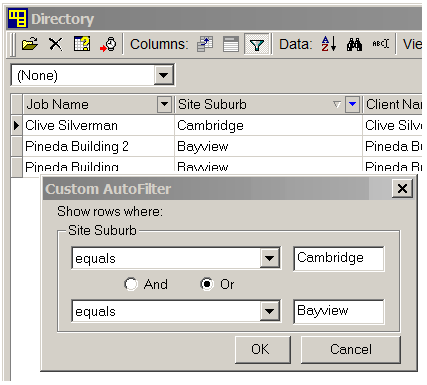 Directory
Columns: Data: A Z ABC Vie
(None)
Job Name Site Suburb Client Nam
Clive Silverman Cambridge Clive Silv
Pineda Building 2 Bayview Pineda B
Pineda Building Bayview Pineda B
Custom AutoFilter
Show rows where:
Site Suburb
equals Cambridge
And Or
equals Bayview
OK Cancel